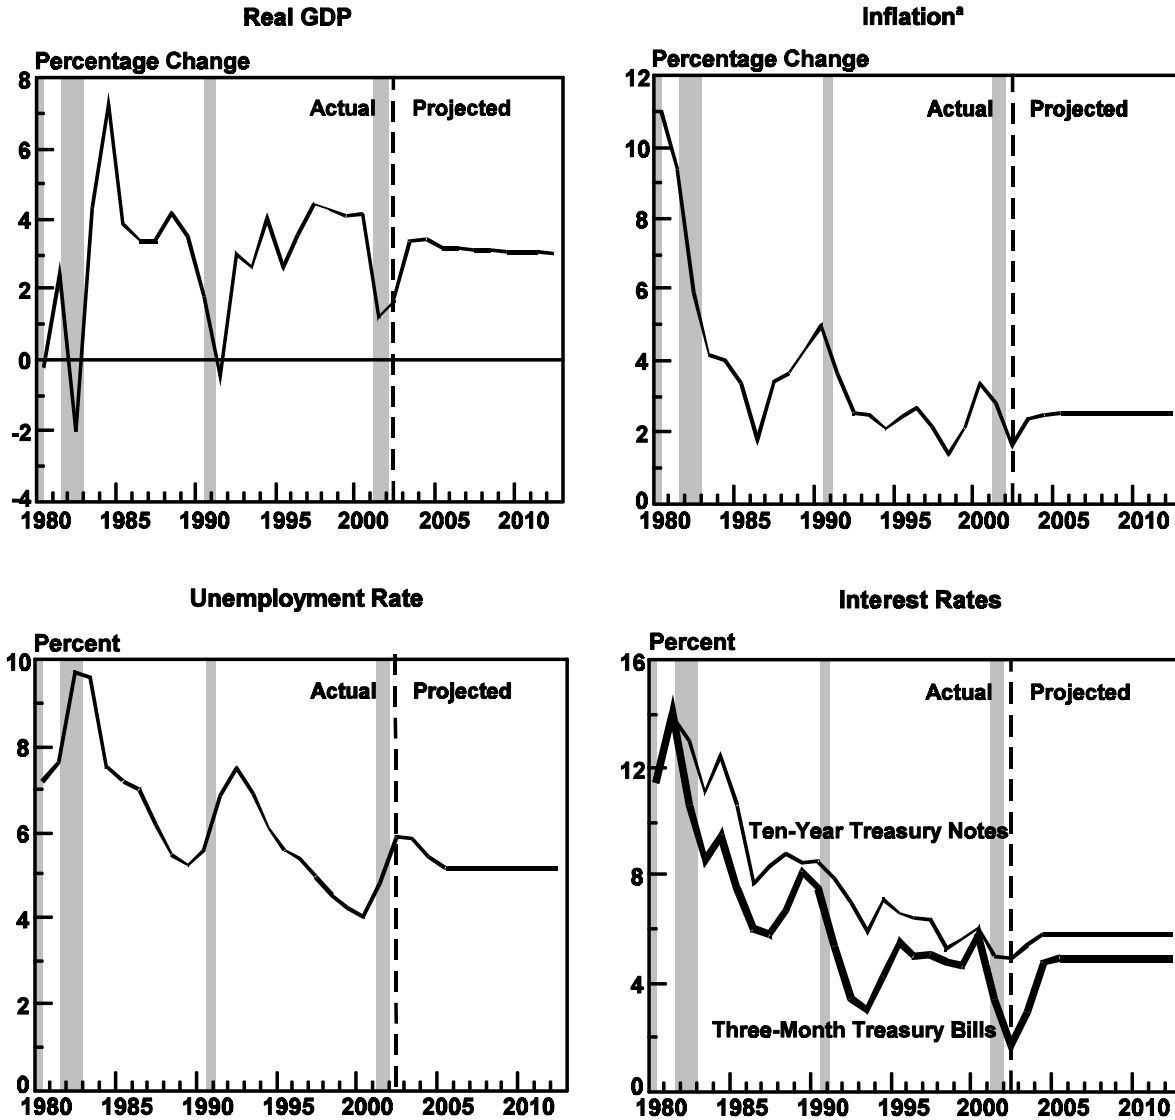 Real GDP
Percentage Change
8
Actual
Projected
6
4
2
0
-2
-4
1980 1985 1990 1995 2000 2005 2010
Inflationª
Percentage Change
12
Actual
Projected
10
8
6
4
2
0
1980 1985 1990 1995 2000 2005 2010
Unemployment Rate
Percent
10
Actual
Projected
8
6
4
2
0
1980 1985 1990 1995 2000 2005 2010
Interest Rates
Percent
16
Actual
Projected
12
Ten-Year Treasury Notes
8
4
Three-Month Treasury Bills
0
1980 1985 1990 1995 2000 2005 2010